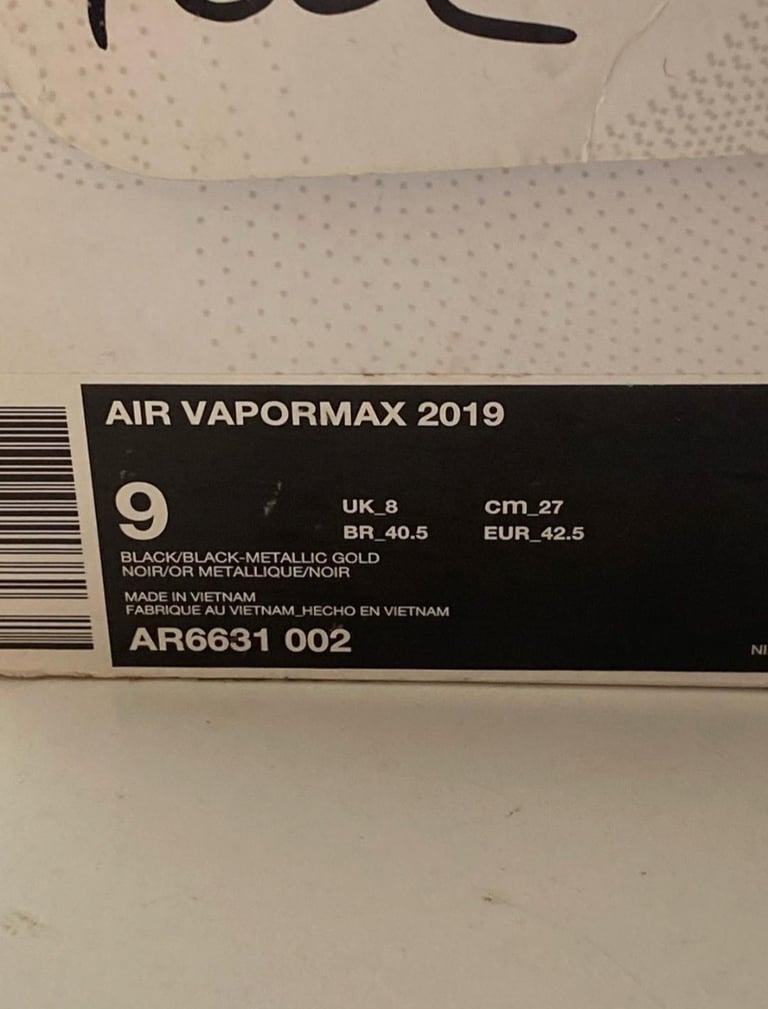 AIR VAPORMAX 2019
9
UK_8 cm_27
BR_40.5 EUR_42.5
BLACK/BLACK-METALLIC GOLD
NOIR/OR METALLIQUE/NOIR
MADE IN VIETNAM
FABRIQUE AU VIETNAM_HECHO EN VIETNAM
AR6631 002
NI